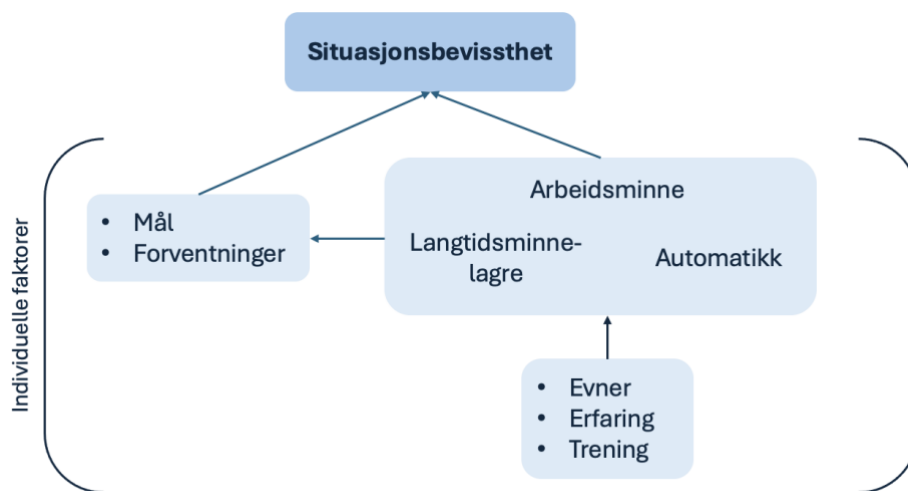 Situasjonsbevissthet
Individuelle faktorer
• Mål
• Forventninger
Arbeidsminne
Langtidsminne-
lagre
Automatikk
• Evner
• Erfaring
• Trening